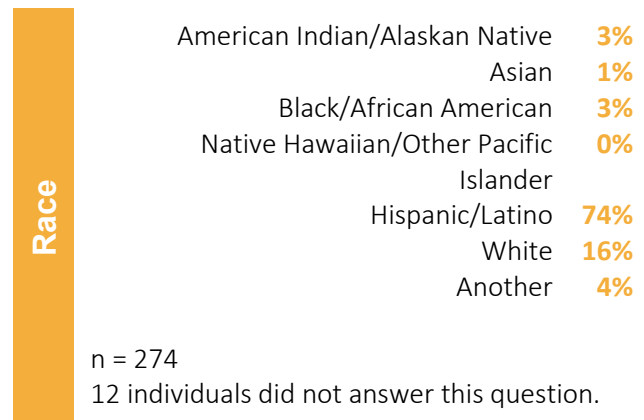 Race
American Indian/Alaskan Native 3%
Asian 1%
Black/African American 3%
Native Hawaiian/Other Pacific 0%
Islander
Hispanic/Latino 74%
White 16%
Another 4%
n = 274
12 individuals did not answer this question.